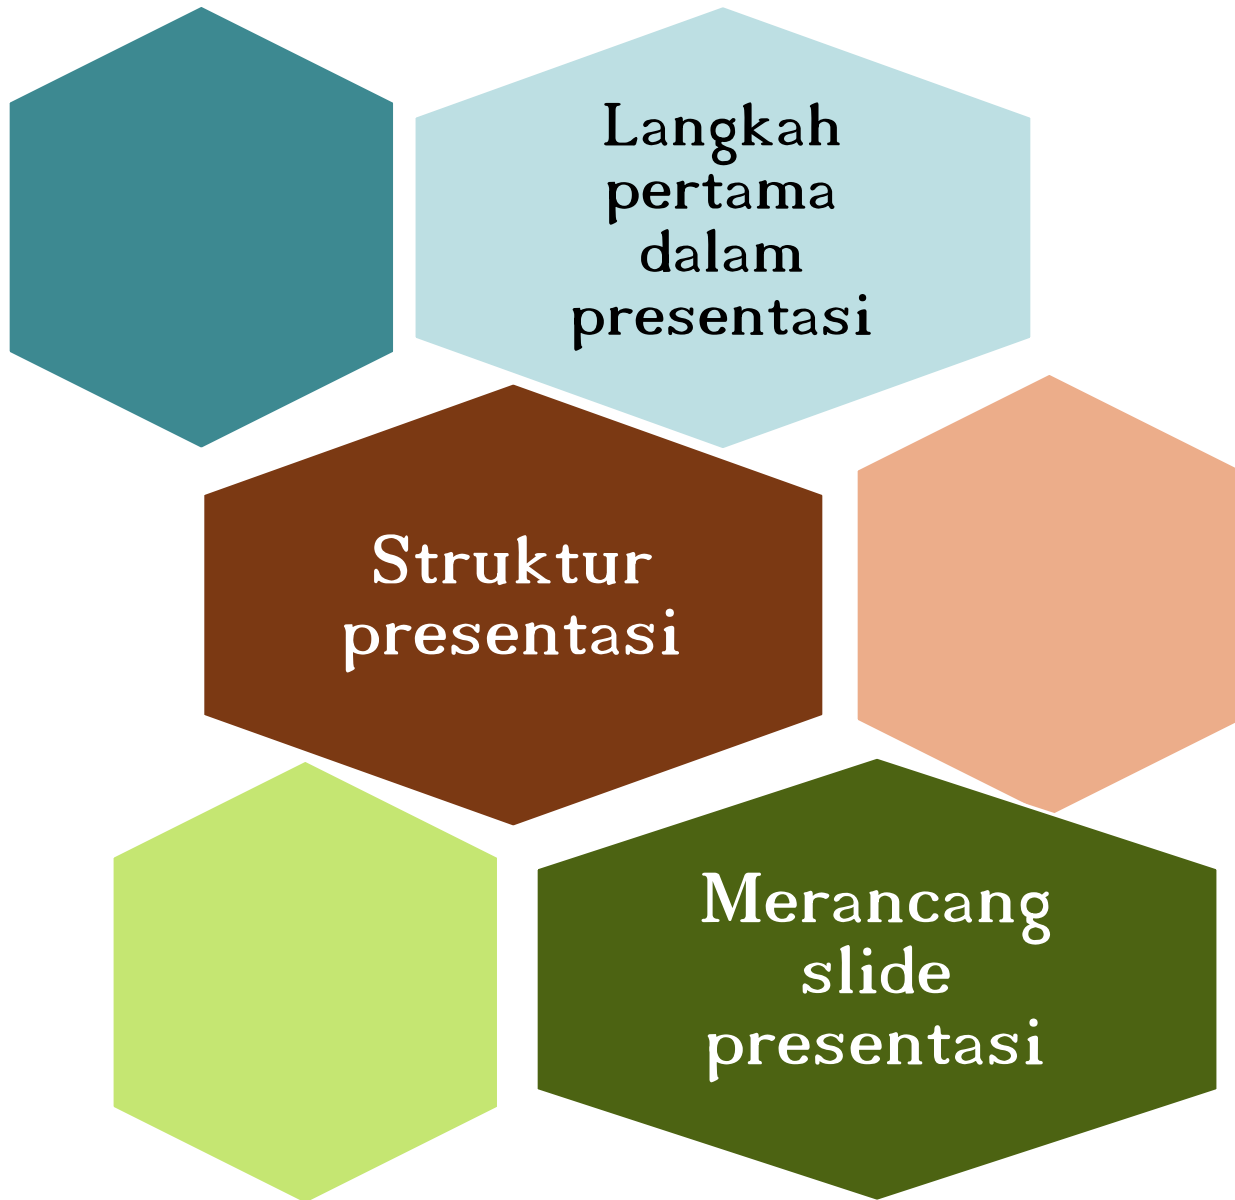 Langkah
pertama
dalam
presentasi
Struktur
presentasi
Merancang
slide
presentasi